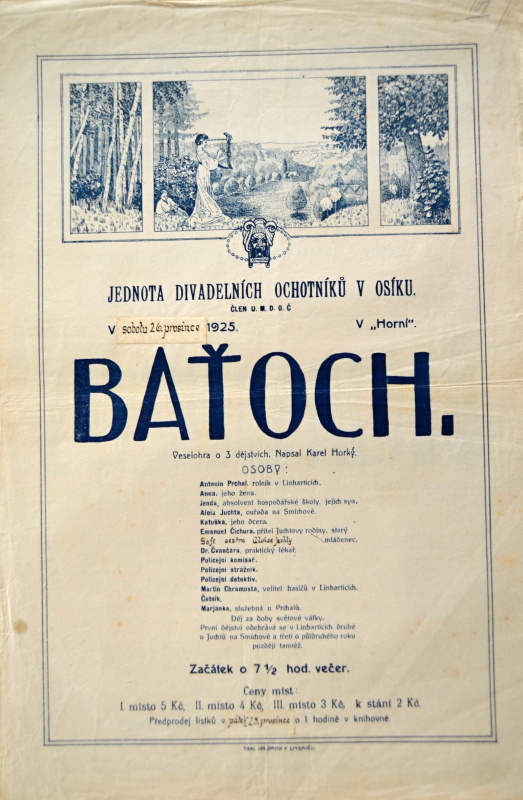 JEDNOTA DIVADELNÍCH OCHOTNÍKŮ V OSÍKU.
ČLEN U. M. D. O. Č
V sobotu 26. prosince 1925. V „Horní“.
BAŤOCH.
Veselohra o 3 dějstvích. Napsal Karel Horký.
OSOBY:
Antonín Prchal, rolník v Linharticích.
Anna, jeho žena.
Jenda, absolvent hospodářské školy, jejich syn.
Alois Juchta, cuřada na Smíchově.
Katuška, jeho dcera.
Emanuel Čichura, přítel Juchtovy rodiny, starý
mládenec.
Dr. Čvančara, praktický lékař.
Policejní komisař.
Policejní strážník.
Policejní detektiv.
Martin Chromosta, velitel hasičů v Linharticích.
Četník.
Marjánka, služebná u Prchalů.
Děj za doby světové války.
První dějství odehrává se v Linharticích, druhé
u Juchtů na Smíchově a třetí o půldruhého roku
později tamtéž.
Začátek o 7 1/2 hod. večer.
Ceny míst:
I. místo 5 Kč, II. místo 4 Kč, III. místo 3 Kč, k stání 2 Kč.
Předprodej lístků v pátek 25. prosince o 1 hodině v knihovně.